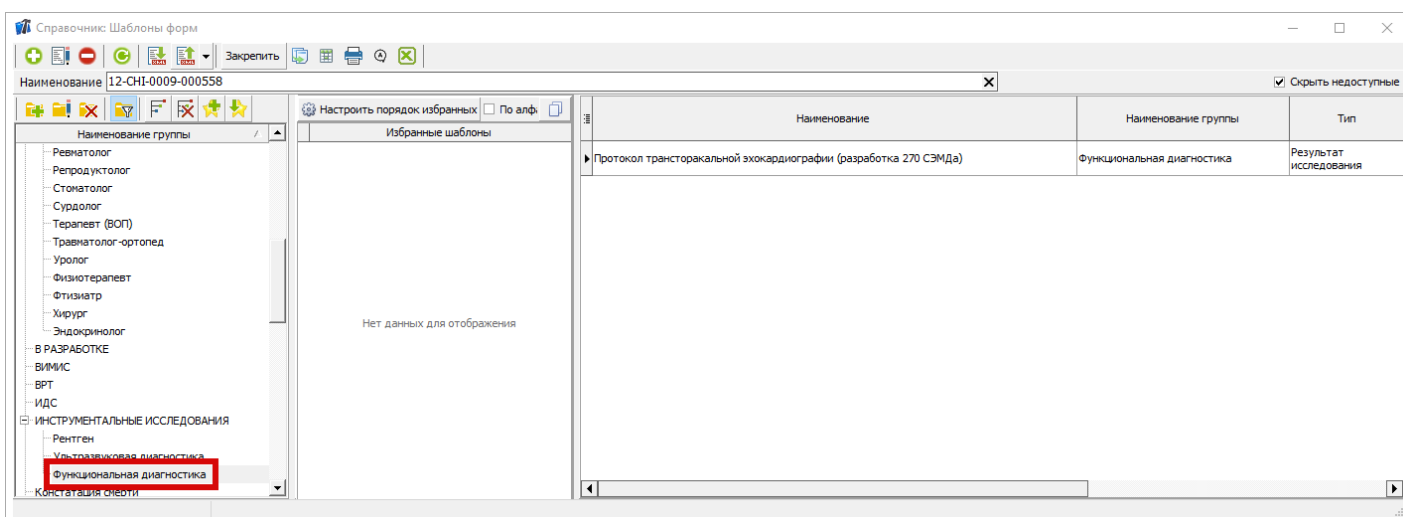 Справочник: Шаблоны форм
Закрепить
Наименование 12-CHI-0009-000558
Скрыть недоступные
Настроить порядок избранных По алф.
Наименование группы
Избранные шаблоны
Наименование
Наименование группы
Тип
Ревматолог
Репродуктолог
Стоматолог
Сурдолог
Терапевт (ВОП)
Травматолог-ортопед
Уролог
Физиотерапевт
Фтизиатр
Хирург
Эндокринолог
В РАЗРАБОТКЕ
ВИМИС
ВРТ
ИДС
ИНСТРУМЕНТАЛЬНЫЕ ИССЛЕДОВАНИЯ
Рентген
Ультразвуковая диагностика
Функциональная диагностика
Констатация смерти
Нет данных для отображения
Протокол трансторакальной эхокардиографии (разработка 270 СЭМДа)
Функциональная диагностика
Результат
исследования